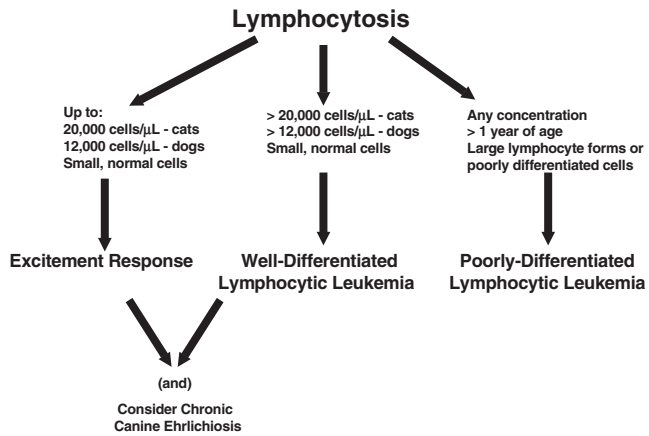 Lymphocytosis
Up to:
20,000 cells/μL - cats
12,000 cells/μL - dogs
Small, normal cells
> 20,000 cells/μL - cats
> 12,000 cells/μL - dogs
Small, normal cells
Any concentration
> 1 year of age
Large lymphocyte forms or
poorly differentiated cells
Excitement Response
Well-Differentiated
Lymphocytic Leukemia
Poorly-Differentiated
Lymphocytic Leukemia
(and)
Consider Chronic
Canine Ehrlichiosis